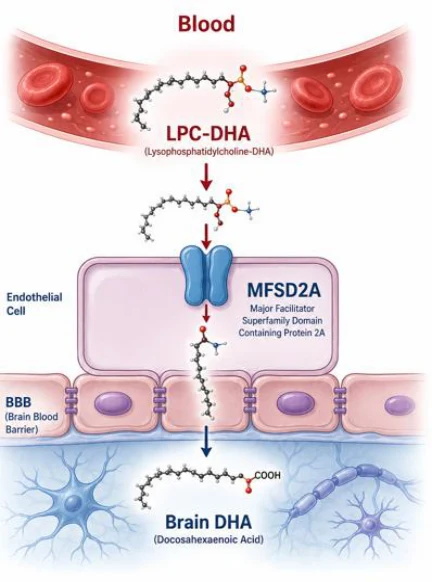 Blood
LPC-DHA
(Lysophosphatidylcholine-DHA)
Endothelial
Cell
MFSD2A
Major Facilitator
Superfamily Domain
Containing Protein 2A
BBB
(Brain Blood
Barrier)
COOH
Brain DHA
(Docosahexaenoic Acid)